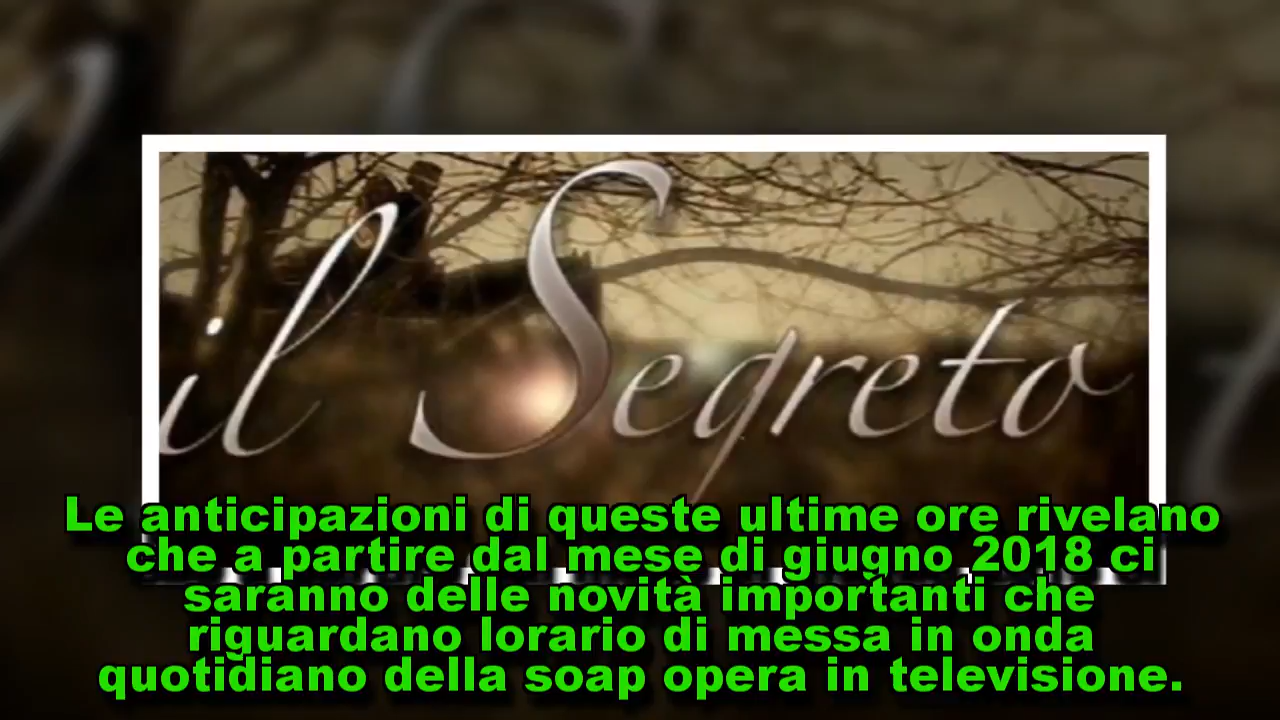 il Segreto
Le anticipazioni di queste ultime ore rivelano
che a partire dal mese di giugno 2018 ci
saranno delle novità importanti che
riguardano lorario di messa in onda
quotidiano della soap opera in televisione.